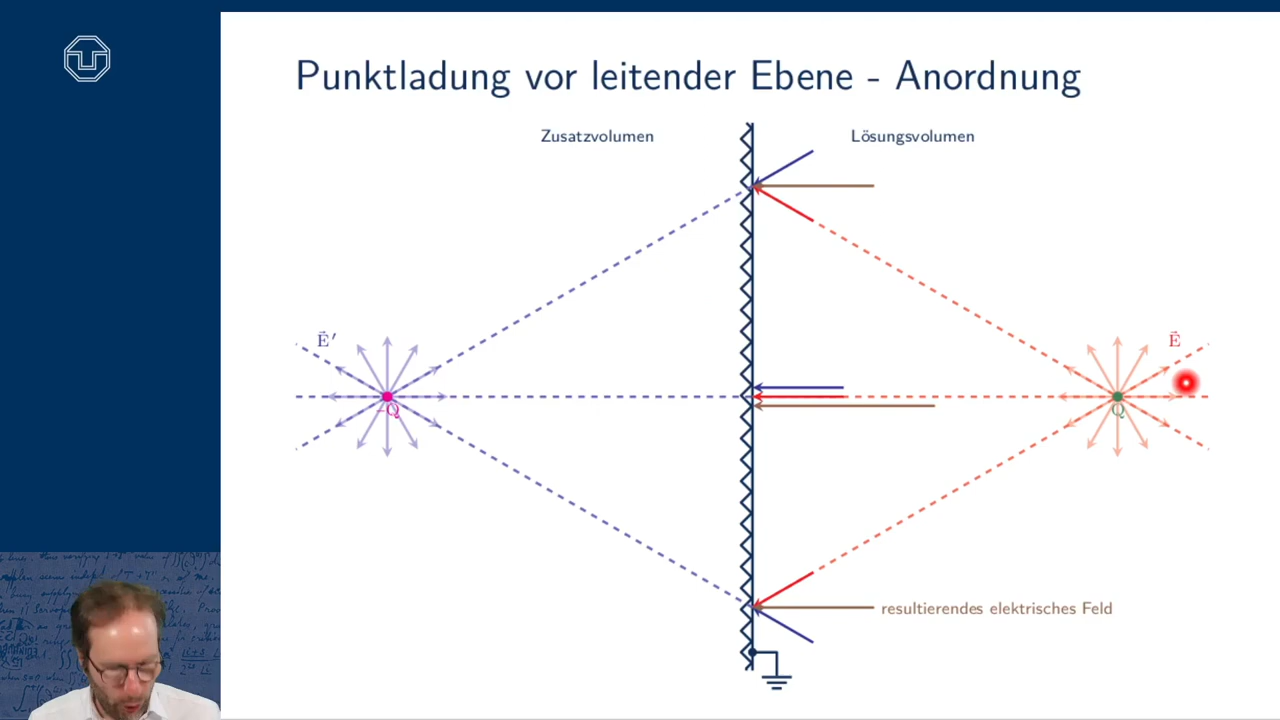 Punktladung vor leitender Ebene - Anordnung
Zusatzvolumen
Lösungsvolumen
E⃗′
E⃗
-Q
Q
resultierendes elektrisches Feld